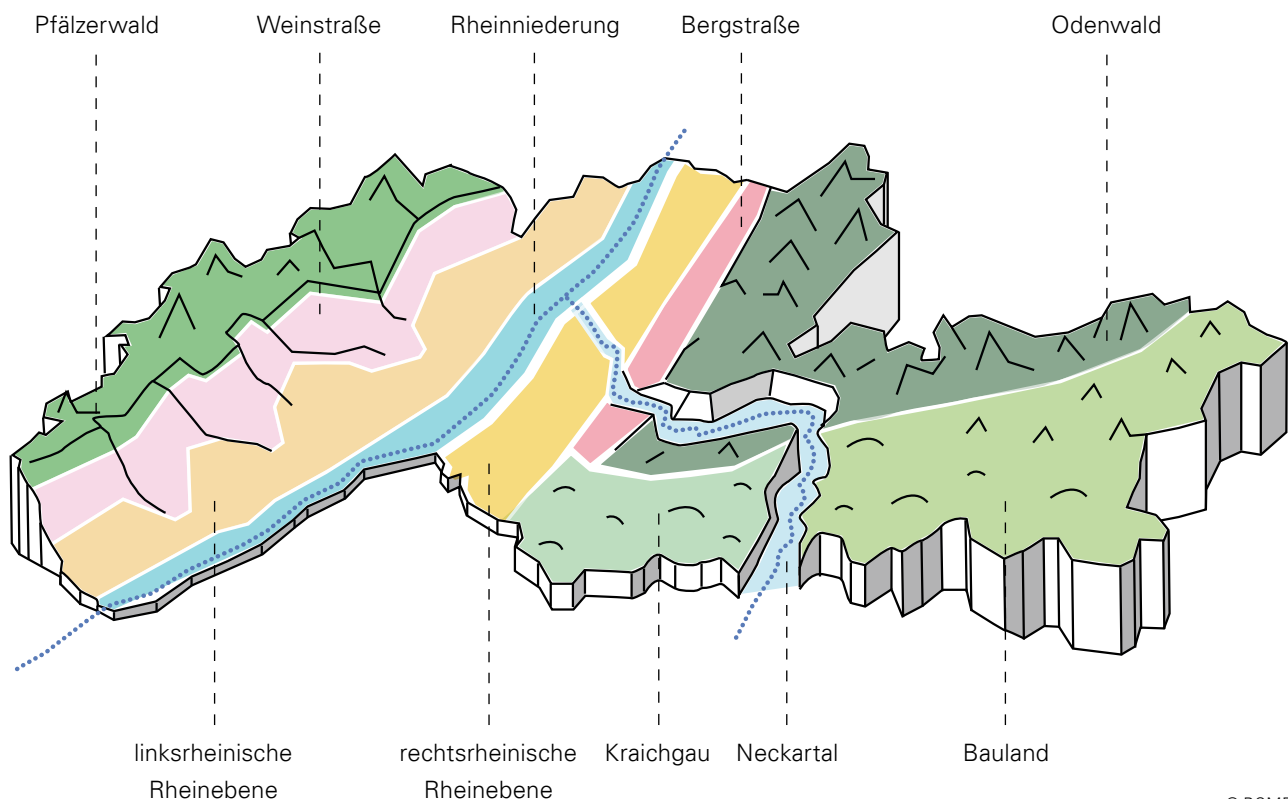 Pfälzerwald
Weinstraße
Rheinniederung
Bergstraße
Odenwald
linksrheinische
Rheinebene
rechtsrheinische
Rheinebene
Kraichgau
Neckartal
Bauland